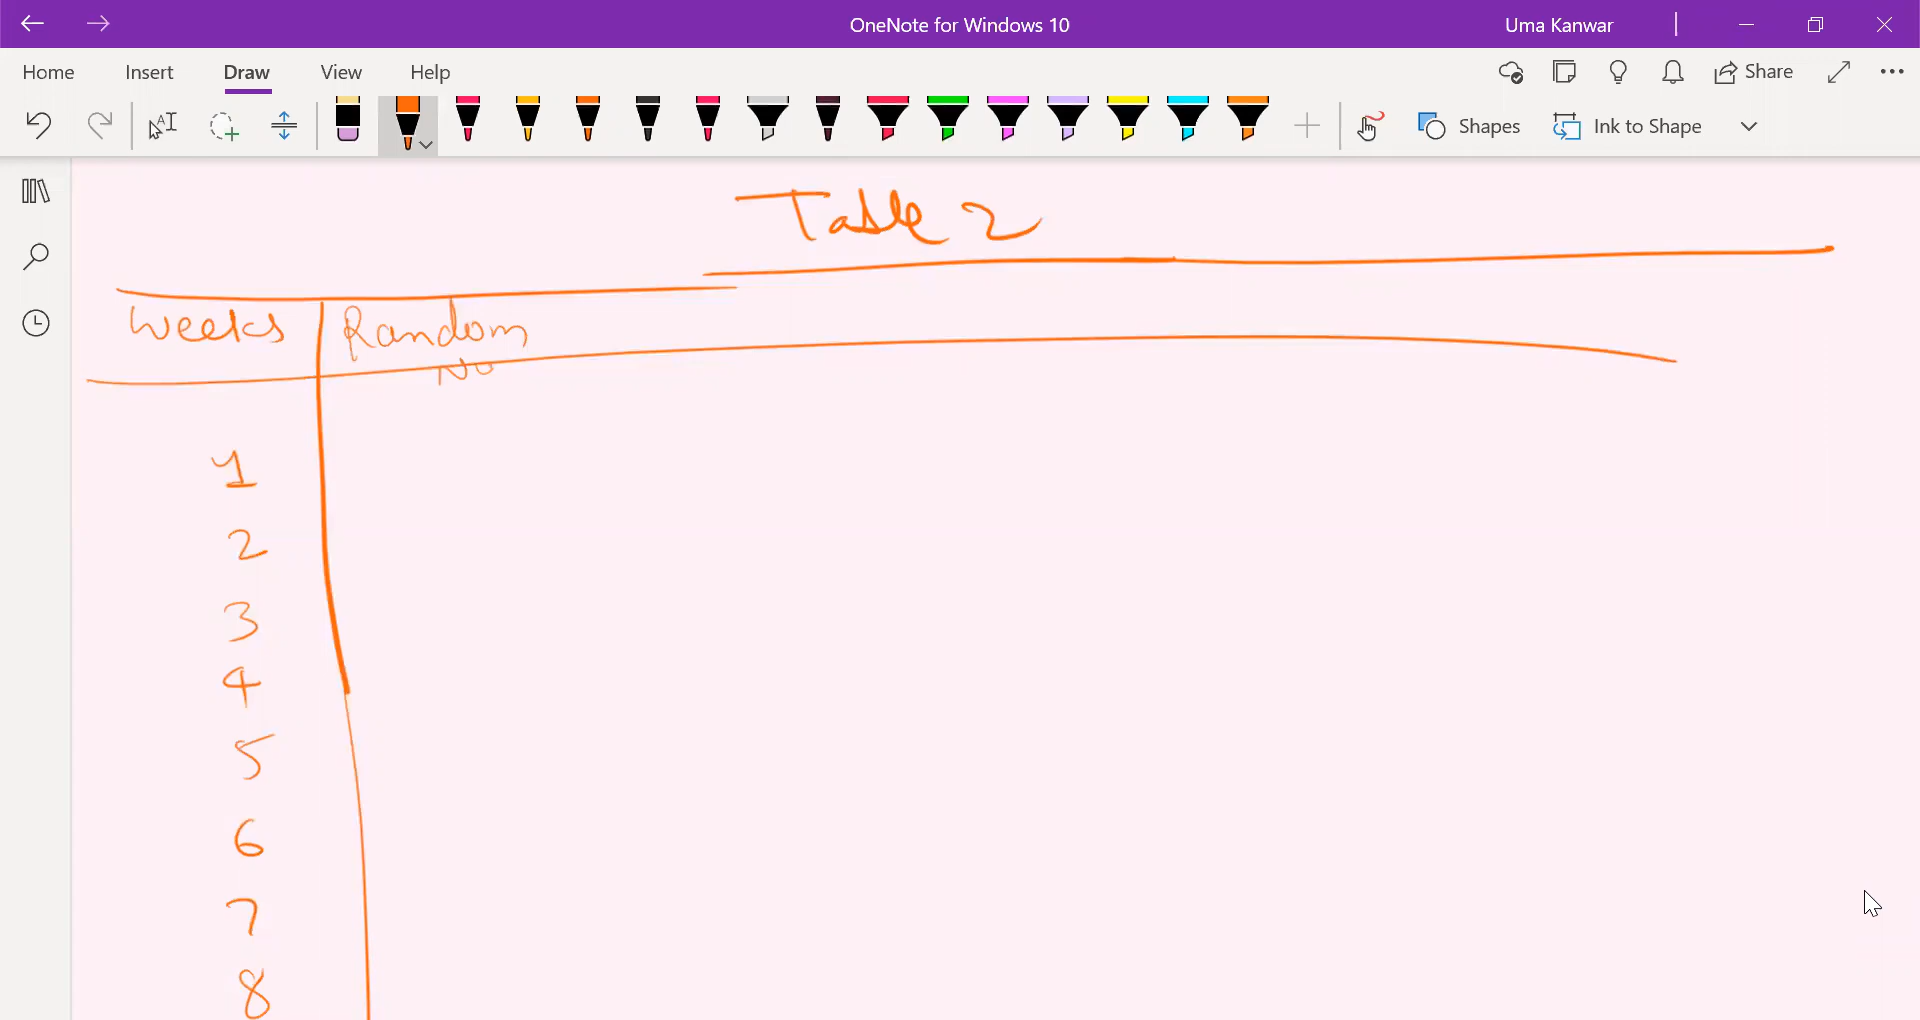 OneNote for Windows 10
Uma Kanwar
Home Insert Draw View Help
Share
Shapes
Ink to Shape
Table 2
Weeks Random
No
1
2
3
4
5
6
7
8